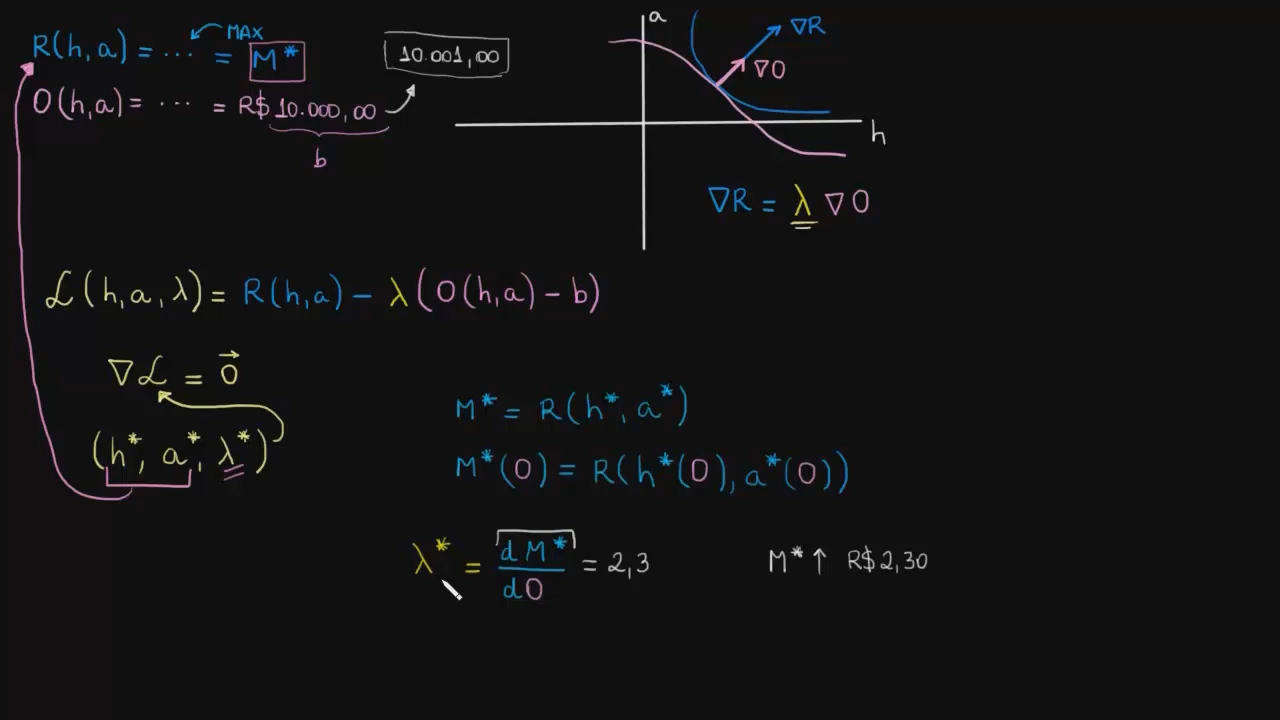 R(h,a) = ··· = M*
MAX
10.001,00
O(h,a) = ··· = R$ 10.000,00
b
a
∇R
∇O
h
∇R = λ ∇O
ℒ(h,a,λ) = R(h,a) - λ(O(h,a) - b)
∇ℒ = 0⃗
(h*, a*, λ*)
M* = R(h*, a*)
M*(O) = R(h*(O), a*(O))
λ* = dM*/dO = 2,3
M* ↑ R$ 2,30